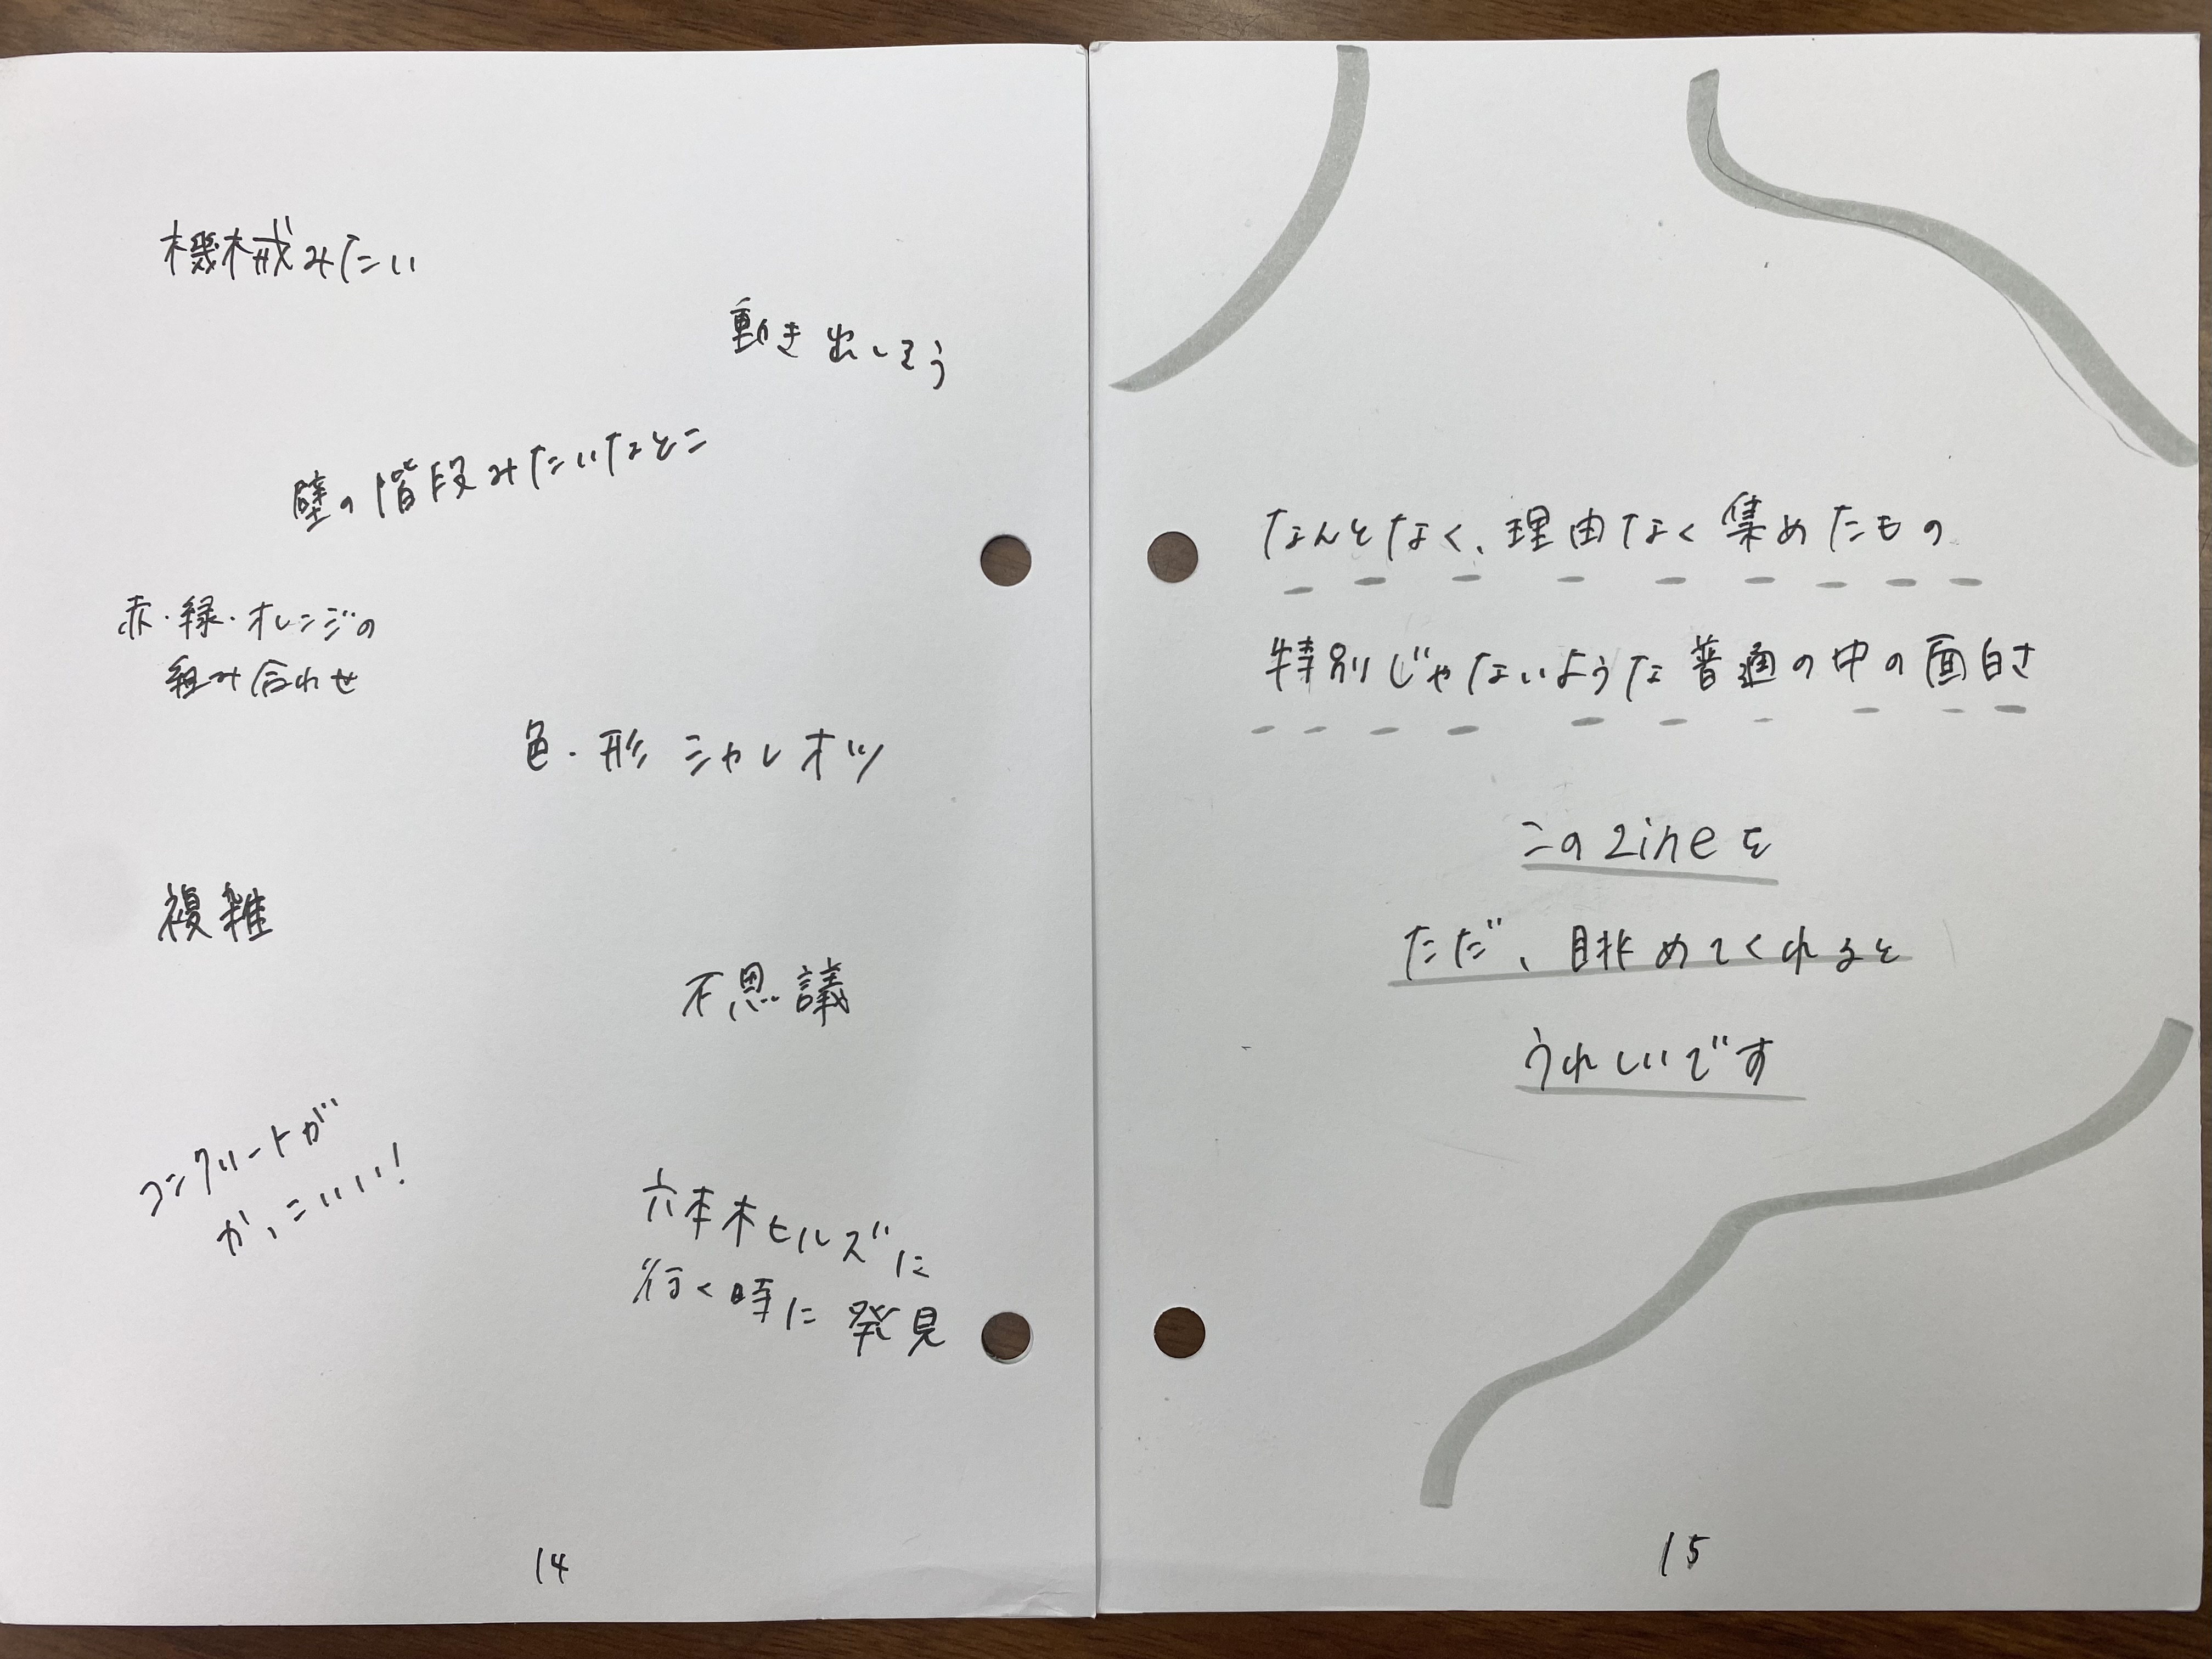 機械みたい
動き出しそう
壁の階段みたいなとこ
赤・緑・オレンジの
組み合わせ
色・形 シャレオツ
複雑
不思議
コンクリートが
かっこいい!
六本木ヒルズに
行く時に発見
14
なんとなく、理由なく集めたもの
特別じゃないような普通の中の面白さ
このZineを
ただ、眺めてくれると
うれしいです
15